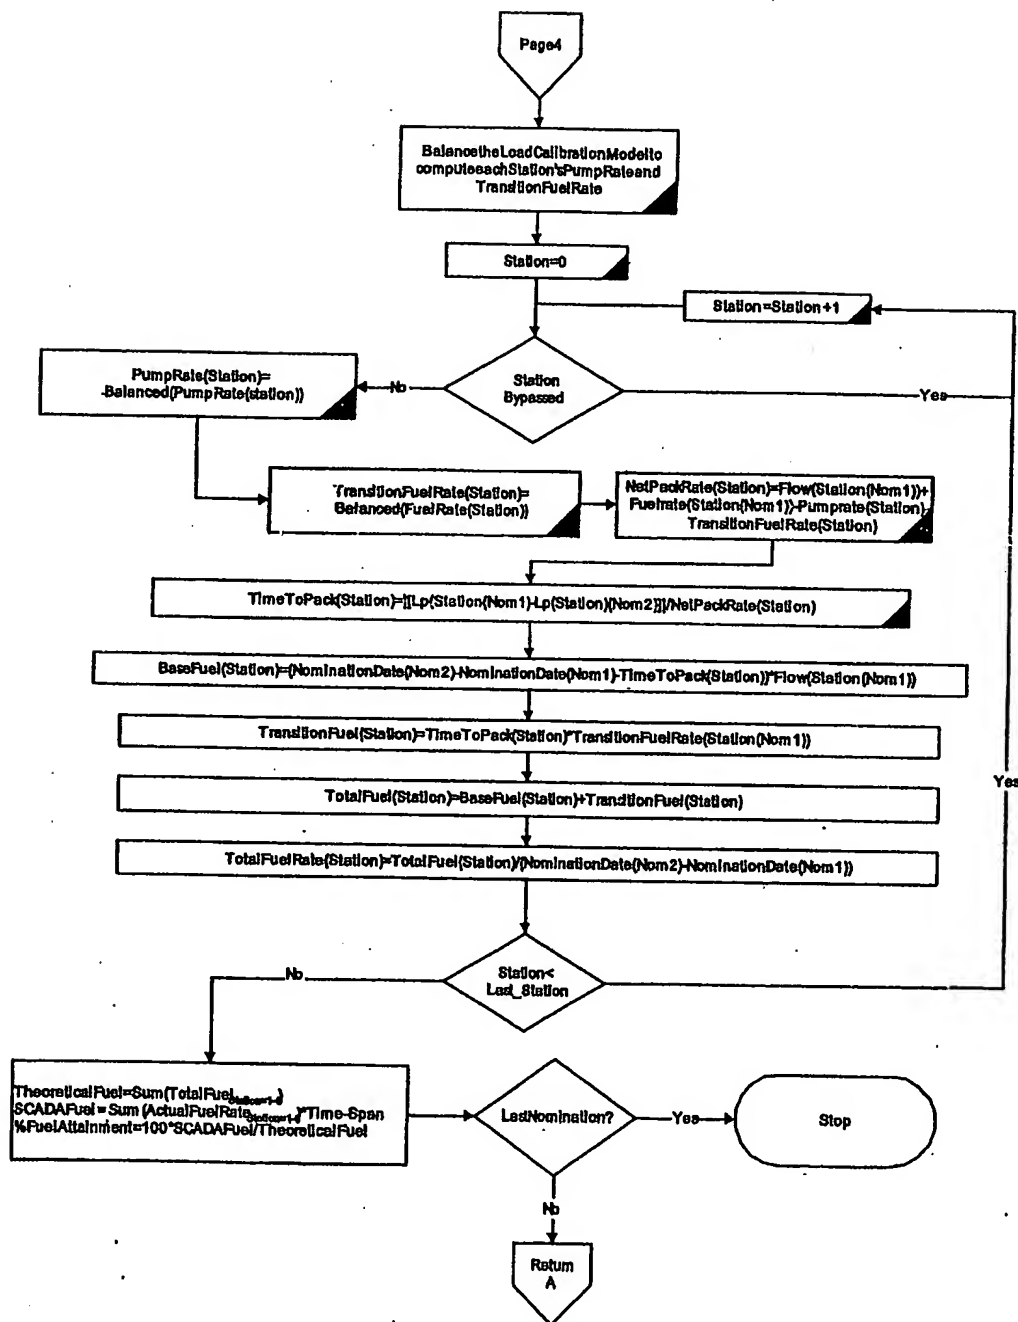 Page4
BalancetheLoadCalibrationModelto
computeeachStation'sPumpRateand
TransitionFuelRate
Station=0
Station=Station+1
PumpRate(Station)=
Balanced(PumpRate(station))
No
Station
Bypassed
Yes
TransitionFuelRate(Station)=
Balanced(FuelRate(Station))
NetPackRate(Station)=Flow(Station(Nom1))+
Fuelrate(Station(Nom1))-Pumprate(Station)-
TransitionFuelRate(Station)
TimeToPack(Station)=[[Lp(Station(Nom1)-Lp(Station)(Nom2)]]/NetPackRate(Station)
BaseFuel(Station)=(NominationDate(Nom2)-NominationDate(Nom1)-TimeToPack(Station))*Flow(Station(Nom1))
TransitionFuel(Station)=TimeToPack(Station)*TransitionFuelRate(Station(Nom1))
Yes
TotalFuel(Station)=BaseFuel(Station)+TransitionFuel(Station)
TotalFuelRate(Station)=TotalFuel(Station)/(NominationDate(Nom2)-NominationDate(Nom1))
No
Station<
Last_Station
TheoreticalFuel=Sum(TotalFuel
SCADAFuel=Sum(ActualFuelRate )*Time-Span
%FuelAttainment=100*SCADAFuel/TheoreticalFuel
LastNomination?
Yes
Stop
No
Return
A